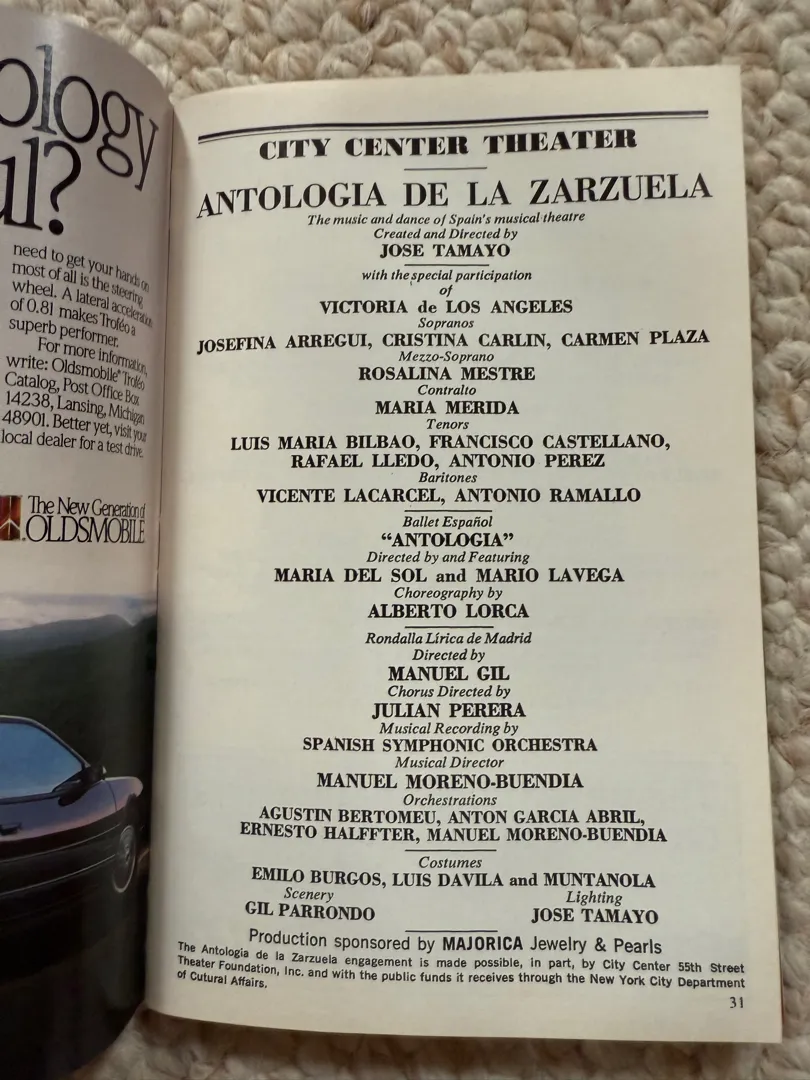 ology
ul?
need to get your hands on
most of all is the steering
wheel. A lateral acceleration
of 0.81 makes Troféo a
superb performer.
For more information,
write: Oldsmobile® Troféo
Catalog, Post Office Box
14238, Lansing, Michigan
48901. Better yet, visit your
local dealer for a test drive.
The New Generation of
OLDSMOBILE
CITY CENTER THEATER
ANTOLOGIA DE LA ZARZUELA
The music and dance of Spain's musical theatre
Created and Directed by
JOSE TAMAYO
with the special participation
of
VICTORIA de LOS ANGELES
Sopranos
JOSEFINA ARREGUI, CRISTINA CARLIN, CARMEN PLAZA
Mezzo-Soprano
ROSALINA MESTRE
Contralto
MARIA MERIDA
Tenors
LUIS MARIA BILBAO, FRANCISCO CASTELLANO,
RAFAEL LLEDO, ANTONIO PEREZ
Baritones
VICENTE LACARCEL, ANTONIO RAMALLO
Ballet Español
“ANTOLOGIA”
Directed by and Featuring
MARIA DEL SOL and MARIO LAVEGA
Choreography by
ALBERTO LORCA
Rondalla Lírica de Madrid
Directed by
MANUEL GIL
Chorus Directed by
JULIAN PERERA
Musical Recording by
SPANISH SYMPHONIC ORCHESTRA
Musical Director
MANUEL MORENO-BUENDIA
Orchestrations
AGUSTIN BERTOMEU, ANTON GARCIA ABRIL,
ERNESTO HALFFTER, MANUEL MORENO-BUENDIA
Costumes
EMILO BURGOS, LUIS DAVILA and MUNTANOLA
Scenery Lighting
GIL PARRONDO JOSE TAMAYO
Production sponsored by MAJORICA Jewelry & Pearls
The Antologia de la Zarzuela engagement is made possible, in part, by City Center 55th Street
Theater Foundation, Inc. and with the public funds it receives through the New York City Department
of Cutural Affairs.
31